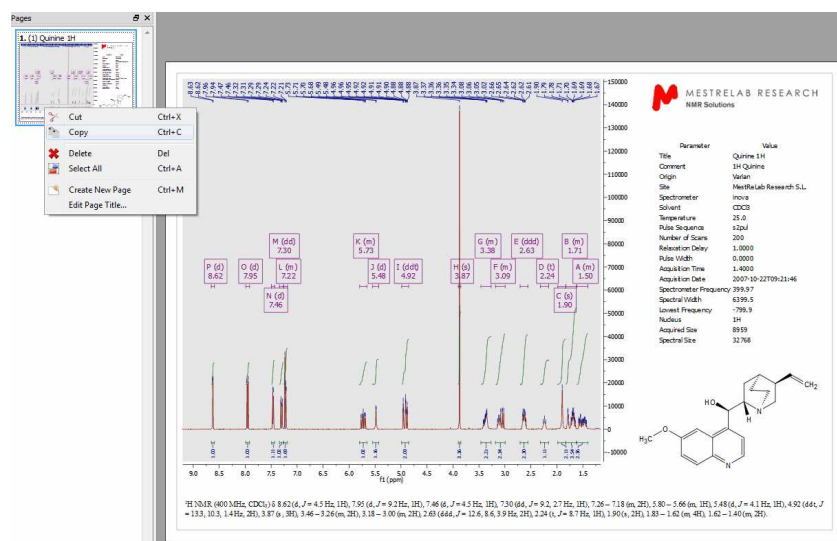 Pages
1. (1) Quinine 1H
Cut Ctrl+X
Copy Ctrl+C
Delete Del
Select All Ctrl+A
Create New Page Ctrl+M
Edit Page Title...
MESTRELAB RESEARCH
NMR Solutions
Parameter Value
Title Quinine 1H
Comment 1H Quinine
Origin Varian
Site MestReLab Research S.L.
Spectrometer inova
Solvent CDCl3
Temperature 25.0
Pulse Sequence s2pul
Number of Scans 200
Relaxation Delay 1.0000
Pulse Width 0.0000
Acquisition Time 1.4000
Acquisition Date 2007-10-22T09:21:46
Spectrometer Frequency 399.97
Spectral Width 6399.5
Lowest Frequency -799.9
Nucleus 1H
Acquired Size 8959
Spectral Size 32768
M (dd)
7.30
K (m)
5.73
G (m)
3.38
E (ddd)
2.63
B (m)
1.71
P (d)
8.62
O (d)
7.95
L (m)
7.22
J (d)
5.48
I (ddt)
4.92
H (s)
3.87
F (m)
3.09
D (t)
2.24
A (m)
1.50
N (d)
7.46
C (s)
1.90
150000
140000
130000
120000
110000
100000
90000
80000
70000
60000
50000
40000
30000
20000
10000
0
-10000
9.0 8.5 8.0 7.5 7.0 6.5 6.0 5.5 5.0 4.5 4.0 3.5 3.0 2.5 2.0 1.5
f1 (ppm)
HO
N
H
CH2
H3C
O
N
¹H NMR (400 MHz, CDCl₃) δ 8.62 (d, J = 4.5 Hz, 1H), 7.95 (d, J = 9.2 Hz, 1H), 7.46 (d, J = 4.5 Hz, 1H), 7.30 (dd, J = 9.2, 2.7 Hz, 1H), 7.26 – 7.18 (m, 2H), 5.80 – 5.66 (m, 1H), 5.48 (d, J = 4.1 Hz, 1H), 4.92 (ddt, J
= 13.3, 10.3, 1.4 Hz, 2H), 3.87 (s, 3H), 3.46 – 3.26 (m, 2H), 3.18 – 3.00 (m, 2H), 2.63 (ddd, J = 12.6, 8.6, 3.9 Hz, 2H), 2.24 (t, J = 8.7 Hz, 1H), 1.90 (s, 2H), 1.83 – 1.62 (m, 4H), 1.62 – 1.40 (m, 2H).